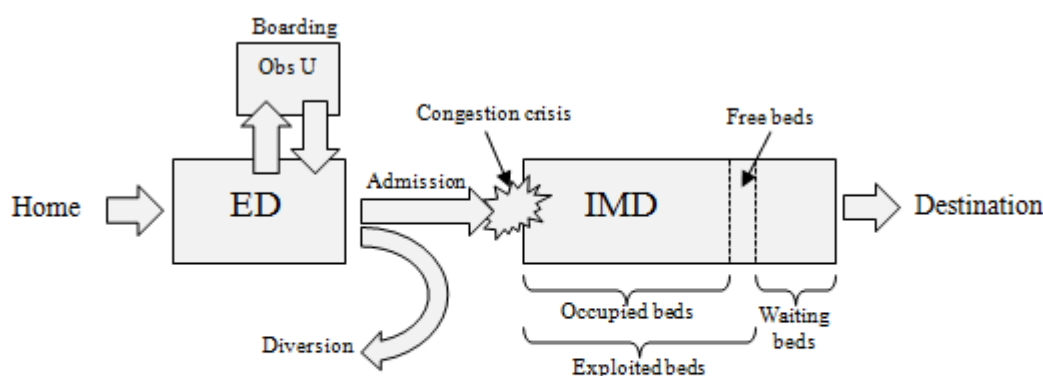 Boarding
Obs U
Congestion crisis
Free beds
Home
ED
Admission
IMD
Destination
Diversion
Occupied beds
Waiting
beds
Exploited beds